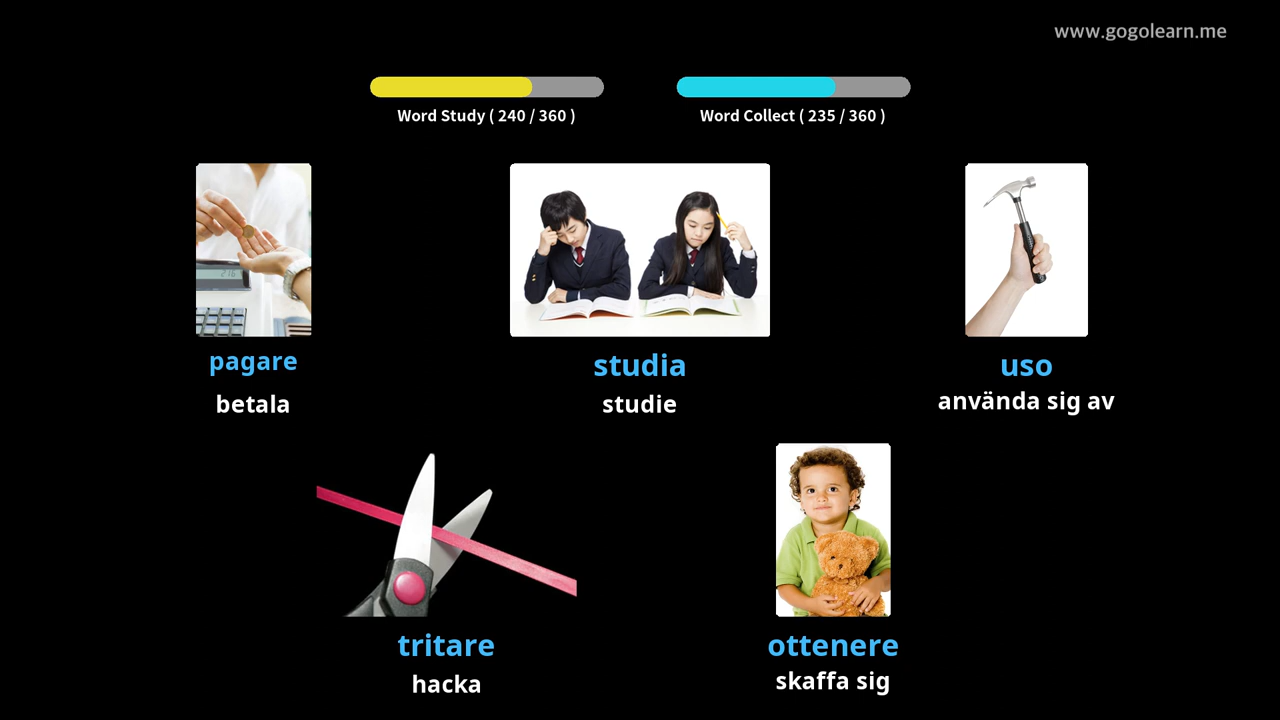 www.gogolearn.me
Word Study ( 240 / 360 )
Word Collect ( 235 / 360 )
216
pagare
studia
uso
betala
studie
använda sig av
tritare
ottenere
hacka
skaffa sig